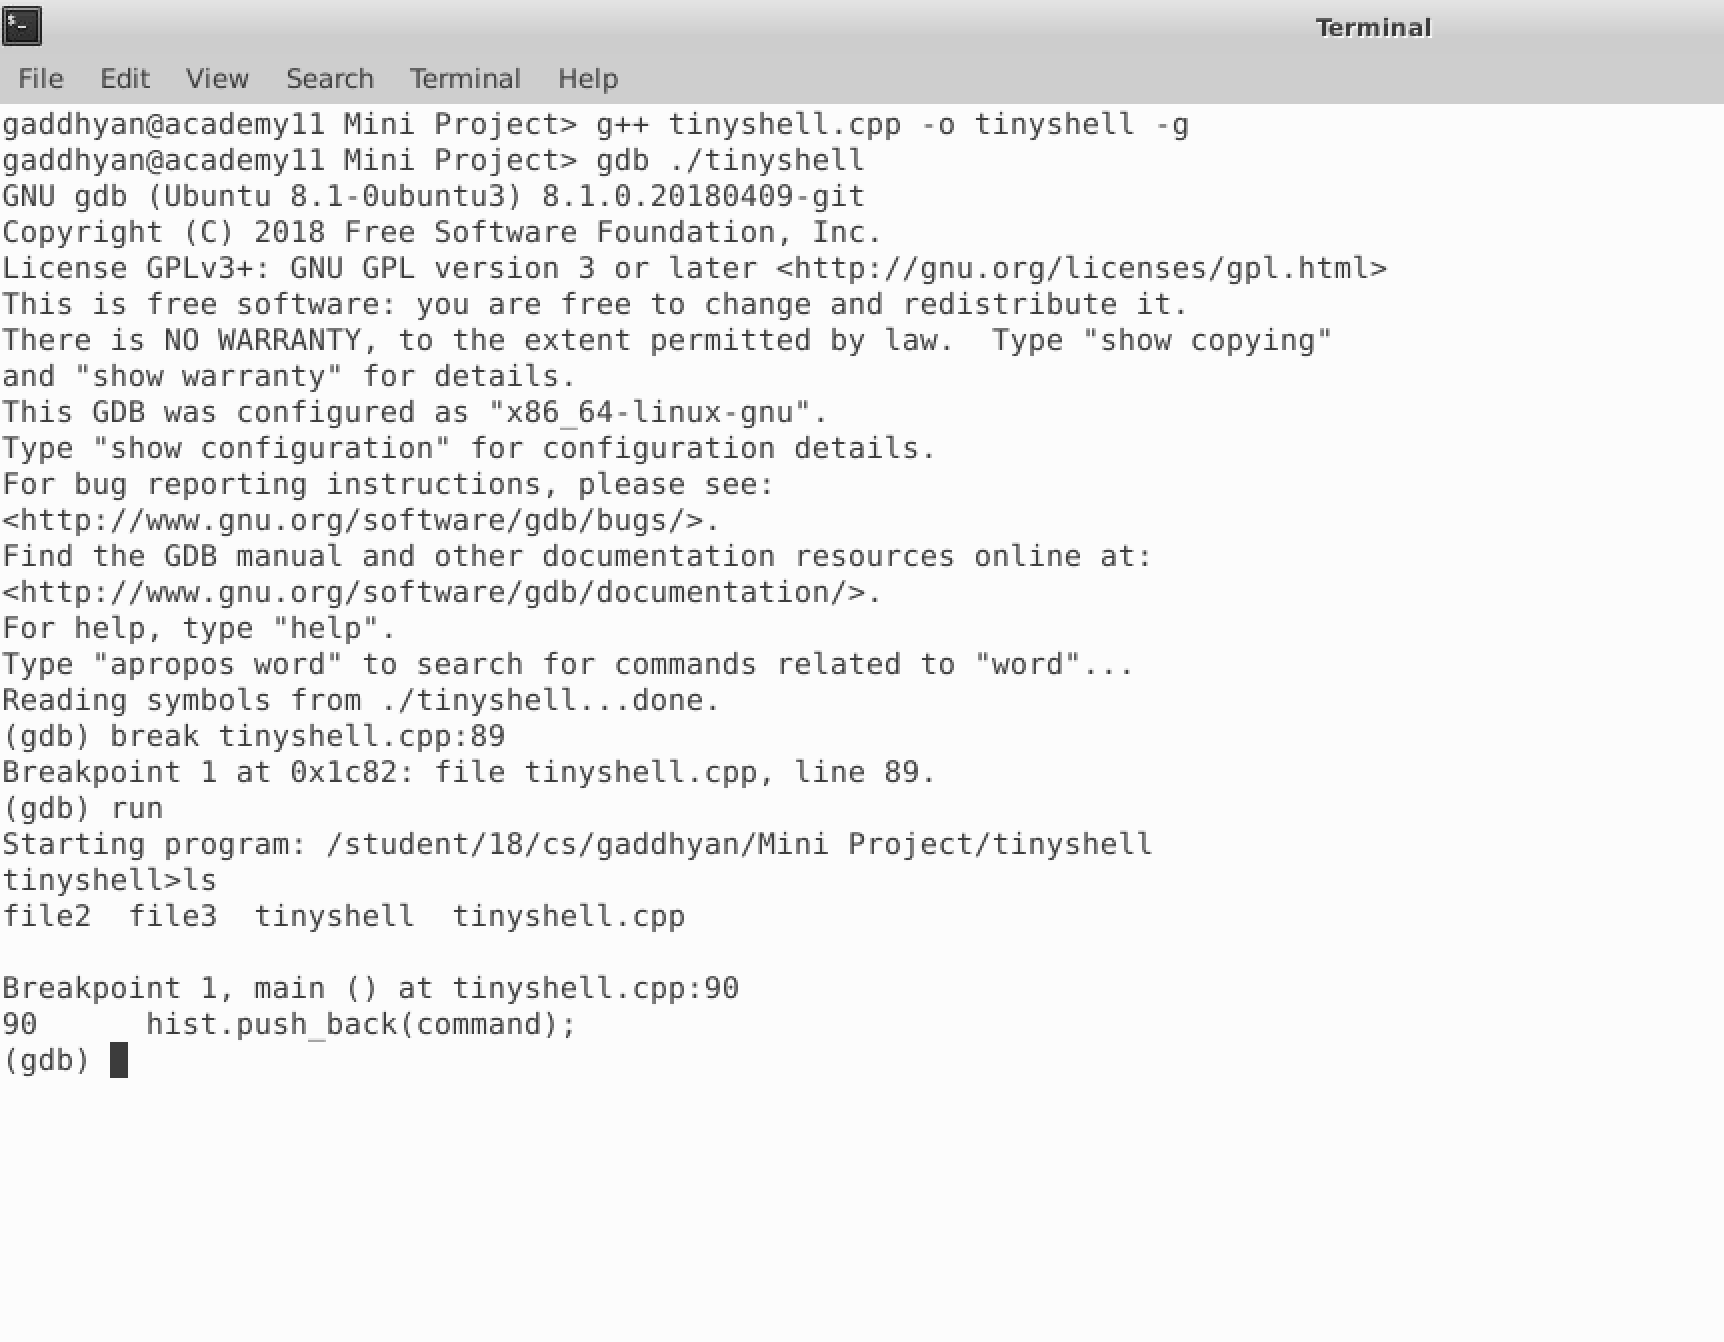 Terminal
File Edit View Search Terminal Help
gaddhyan@academy11 Mini Project> g++ tinyshell.cpp -o tinyshell -g
gaddhyan@academy11 Mini Project> gdb ./tinyshell
GNU gdb (Ubuntu 8.1-0ubuntu3) 8.1.0.20180409-git
Copyright (C) 2018 Free Software Foundation, Inc.
License GPLv3+: GNU GPL version 3 or later <http://gnu.org/licenses/gpl.html>
This is free software: you are free to change and redistribute it.
There is NO WARRANTY, to the extent permitted by law.  Type "show copying"
and "show warranty" for details.
This GDB was configured as "x86_64-linux-gnu".
Type "show configuration" for configuration details.
For bug reporting instructions, please see:
<http://www.gnu.org/software/gdb/bugs/>.
Find the GDB manual and other documentation resources online at:
<http://www.gnu.org/software/gdb/documentation/>.
For help, type "help".
Type "apropos word" to search for commands related to "word"...
Reading symbols from ./tinyshell...done.
(gdb) break tinyshell.cpp:89
Breakpoint 1 at 0x1c82: file tinyshell.cpp, line 89.
(gdb) run
Starting program: /student/18/cs/gaddhyan/Mini Project/tinyshell
tinyshell>ls
file2  file3  tinyshell  tinyshell.cpp
Breakpoint 1, main () at tinyshell.cpp:90
90      hist.push_back(command);
(gdb)